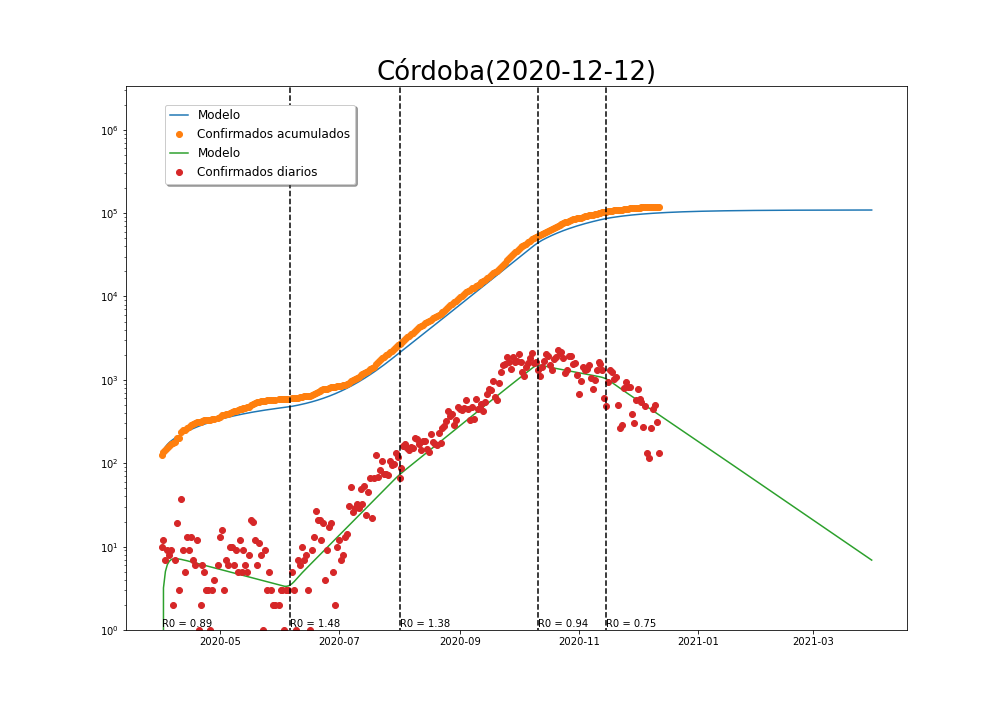 Córdoba(2020-12-12)
Modelo
Confirmados acumulados
Modelo
Confirmados diarios
10⁶
10⁵
10⁴
10³
10²
10¹
10⁰
R0 = 0.89 R0 = 1.48 R0 = 1.38 R0 = 0.94 R0 = 0.75
2020-05 2020-07 2020-09 2020-11 2021-01 2021-03